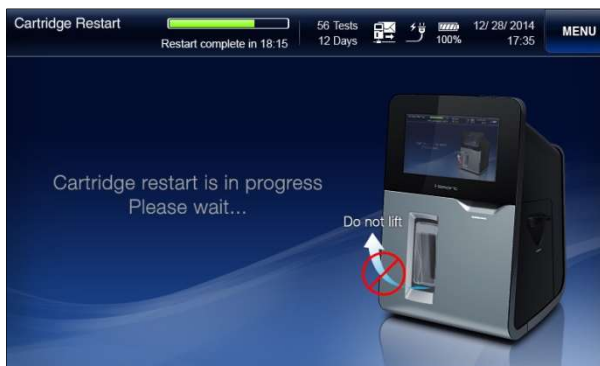 Cartridge Restart
Restart complete in 18:15
56 Tests
12 Days
100%
12/ 28/ 2014
17:35
MENU
Cartridge restart is in progress
Please wait...
Do not lift